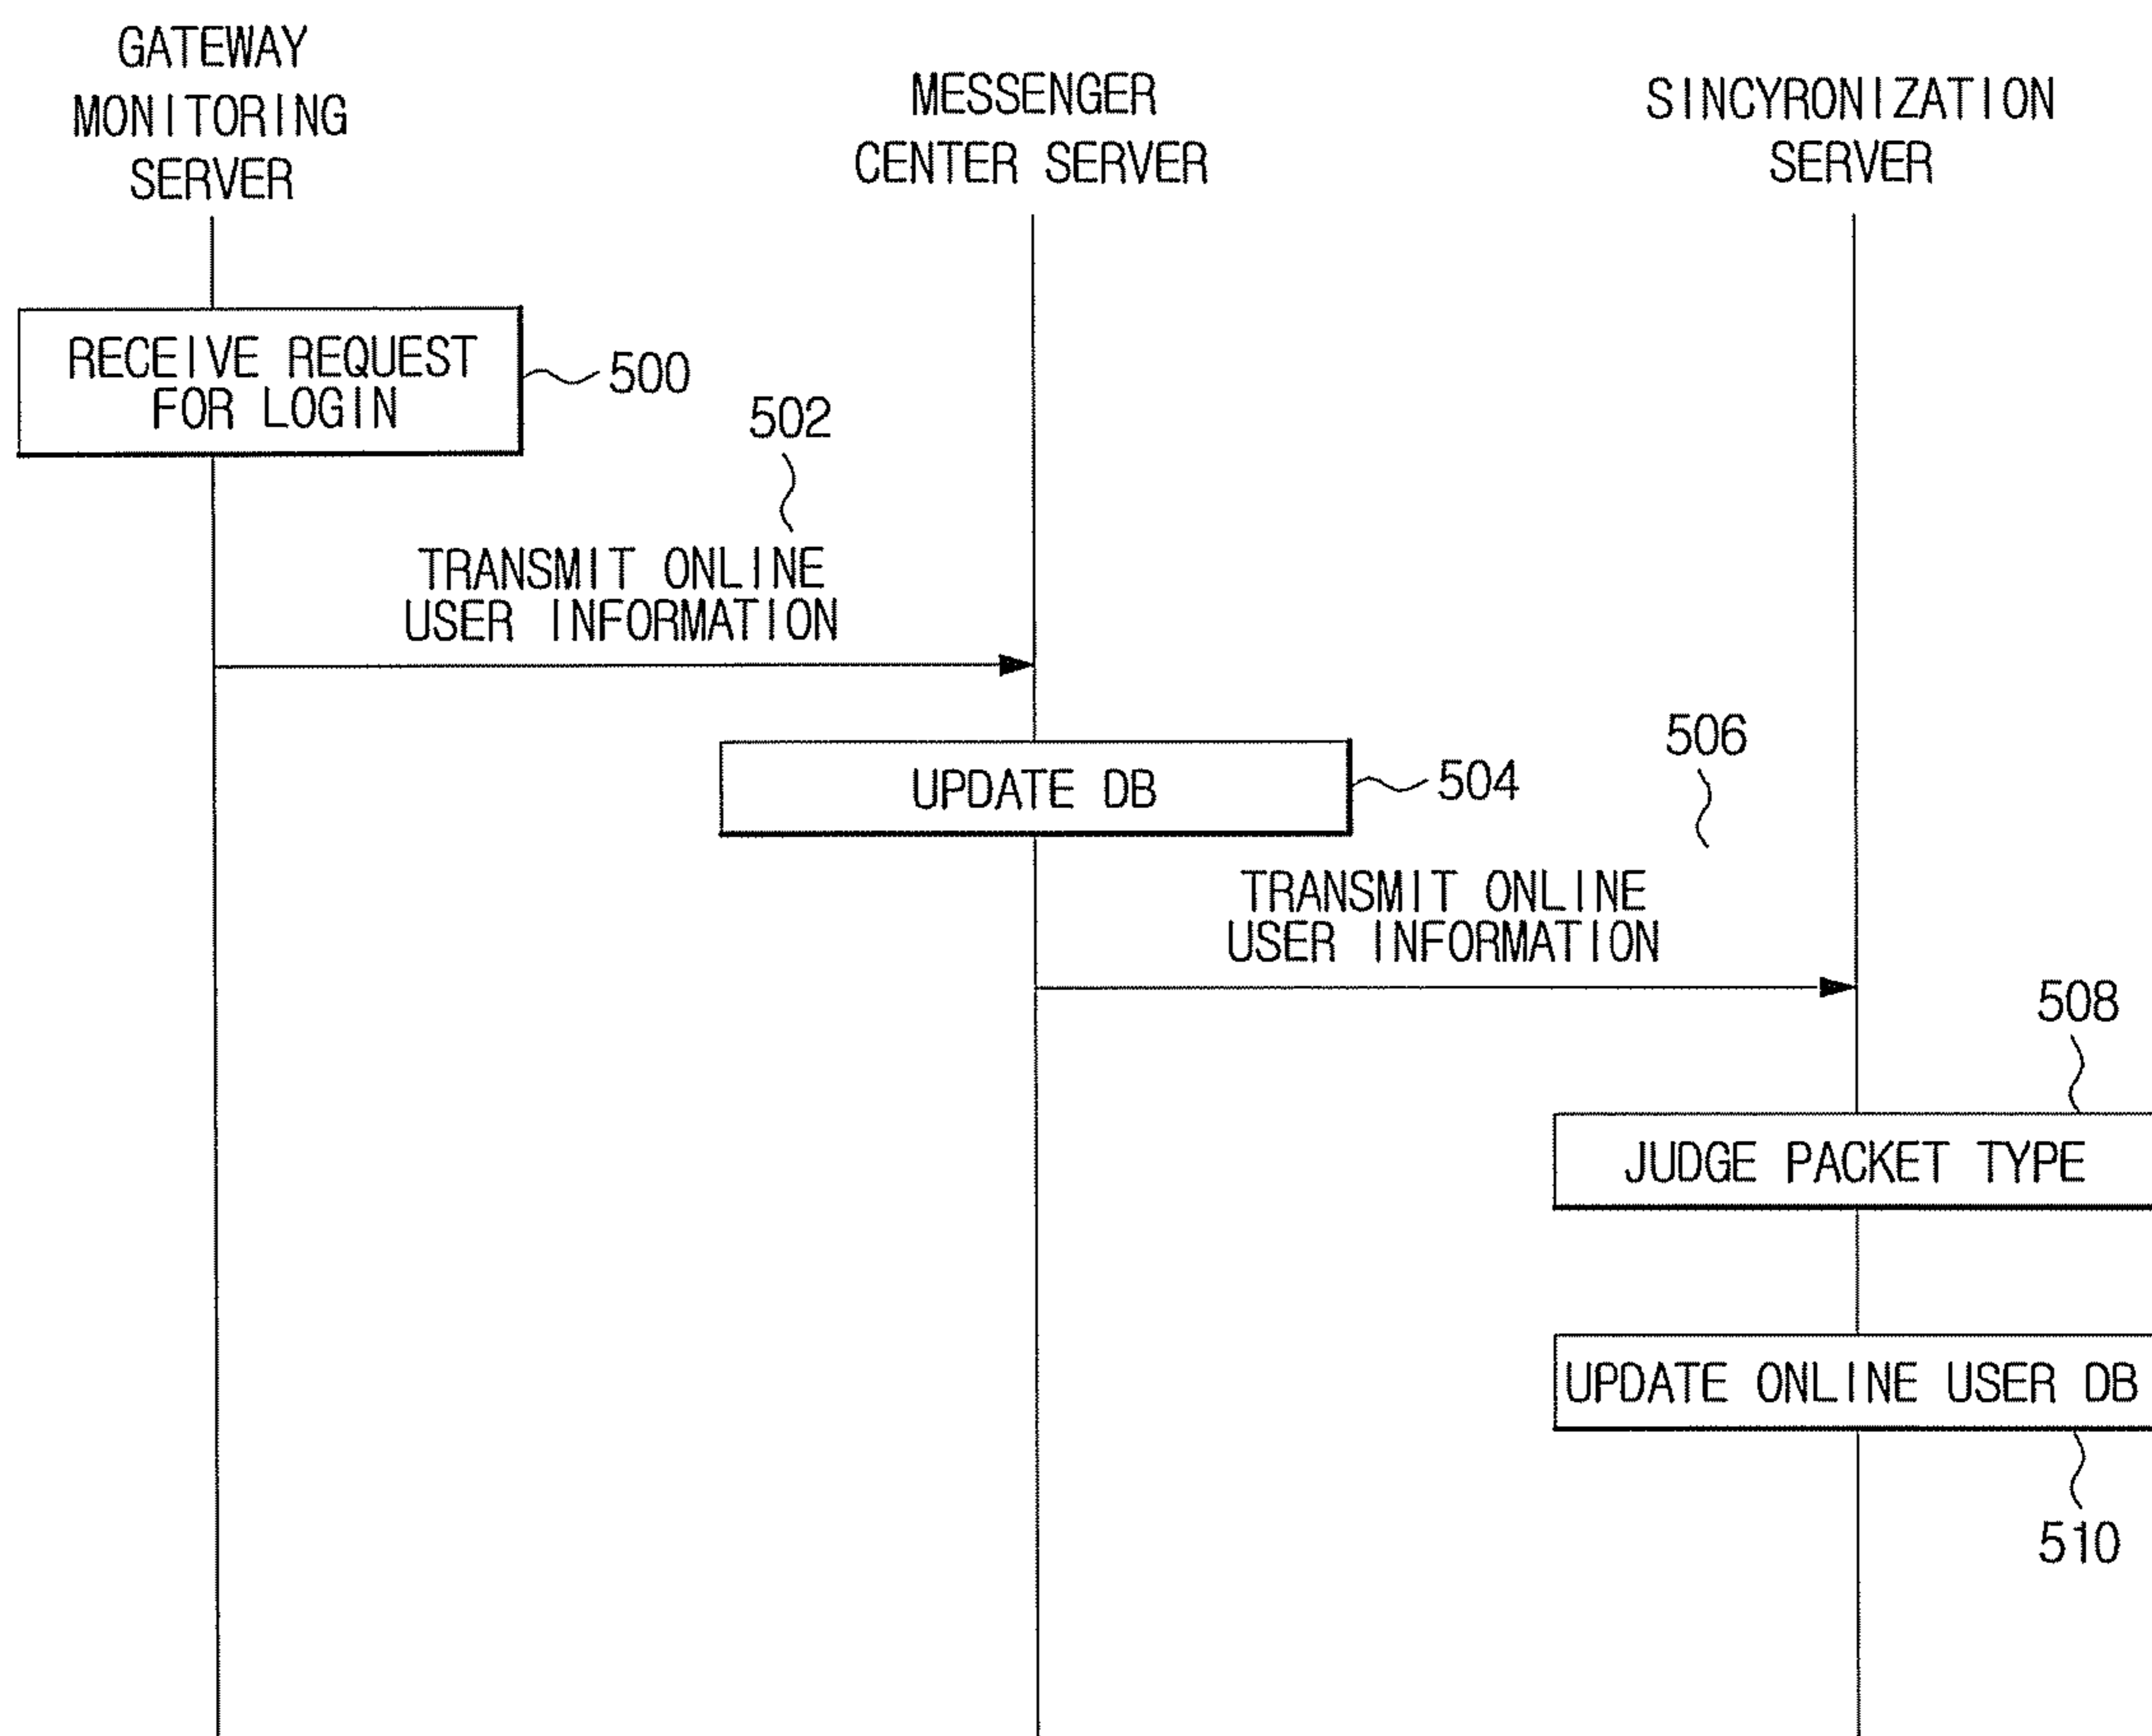 GATEWAY
MONITORING
SERVER
MESSENGER
CENTER SERVER
SINCYRONIZATION
SERVER
RECEIVE REQUEST
FOR LOGIN
500
502
TRANSMIT ONLINE
USER INFORMATION
UPDATE DB
504
506
TRANSMIT ONLINE
USER INFORMATION
508
JUDGE PACKET TYPE
UPDATE ONLINE USER DB
510